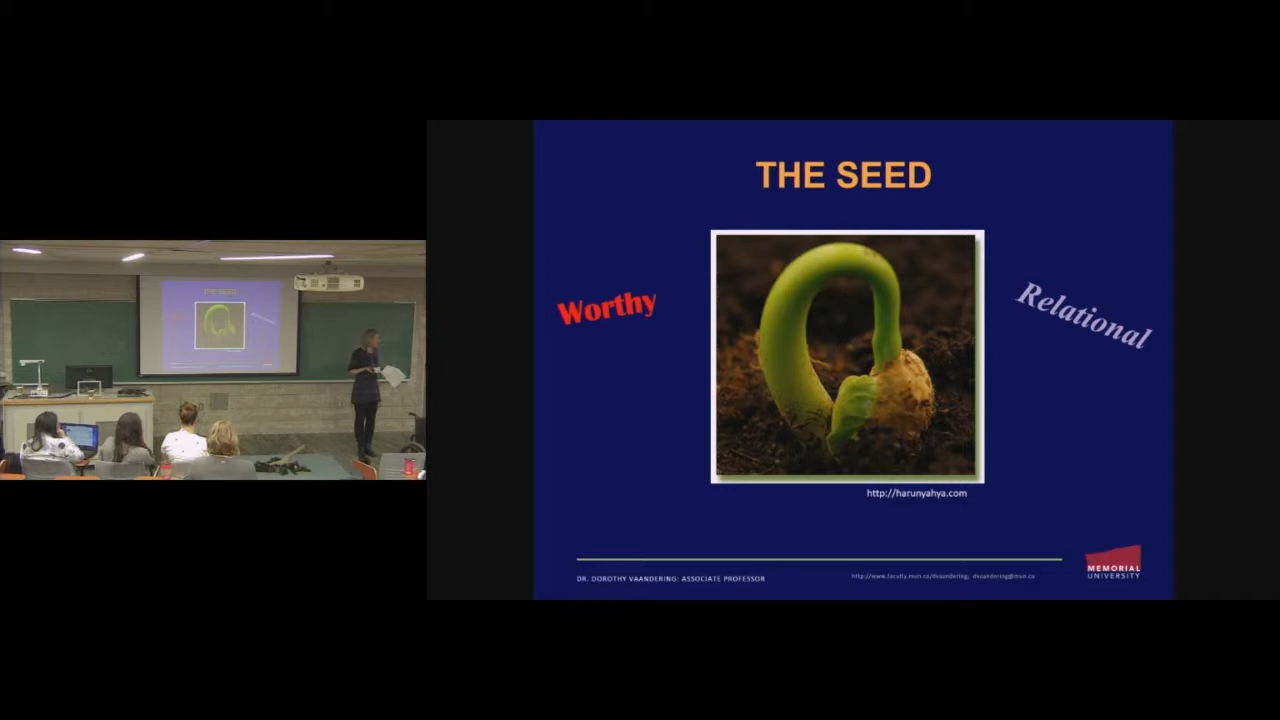 THE SEED
Worthy
Relational
http://harunyahya.com
DR. DOROTHY VAANDERING: ASSOCIATE PROFESSOR
http://www.faculty.mun.ca/dvaandering; dvaandering@mun.ca
MEMORIAL
UNIVERSITY